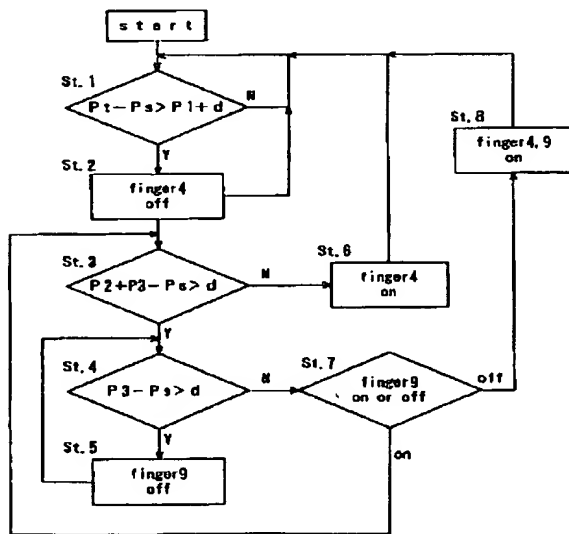 start
St.1
Pt-Ps>P1+d
N
Y
St.2
finger4
off
St.3
P2+P3-Ps>d
N
Y
St.6
finger4
on
St.4
P3-Ps>d
N
Y
St.5
finger9
off
St.7
finger9
on or off
off
on
St.8
finger4,9
on